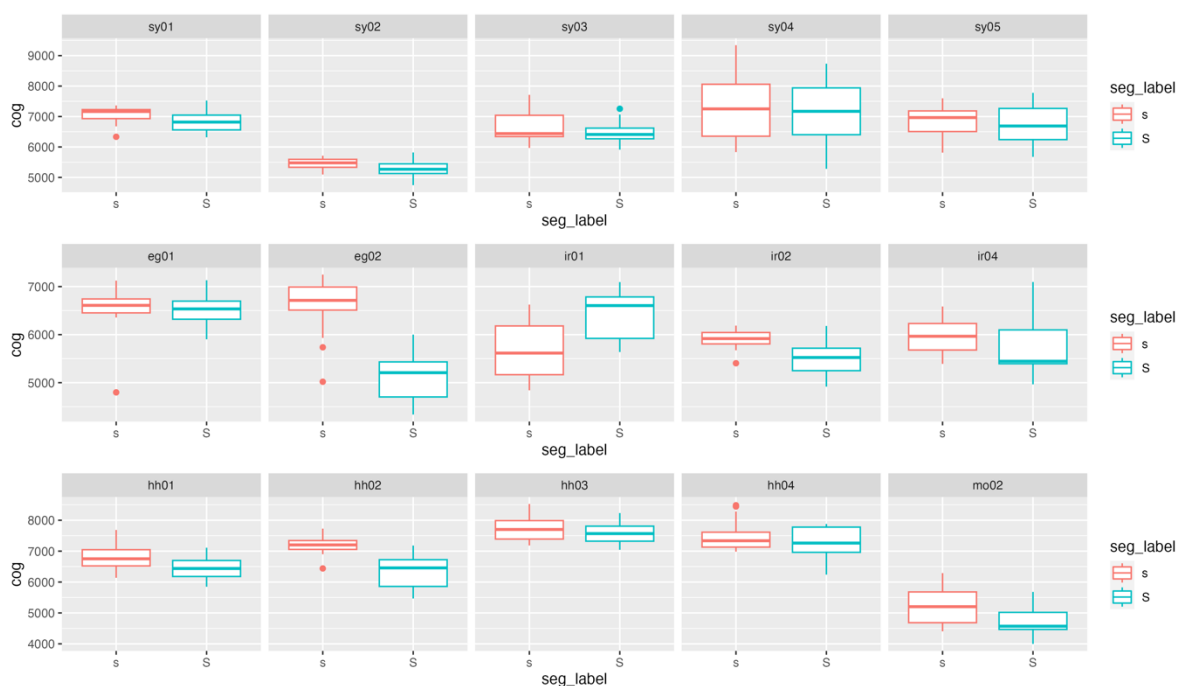 sy01 sy02 sy03 sy04 sy05
cog
9000
8000
7000
6000
5000
s S s S s S s S s S
seg_label
seg_label
s
S
eg01 eg02 ir01 ir02 ir04
cog
7000
6000
5000
s S s S s S s S s S
seg_label
seg_label
s
S
hh01 hh02 hh03 hh04 mo02
cog
8000
7000
6000
5000
4000
s S s S s S s S s S
seg_label
seg_label
s
S